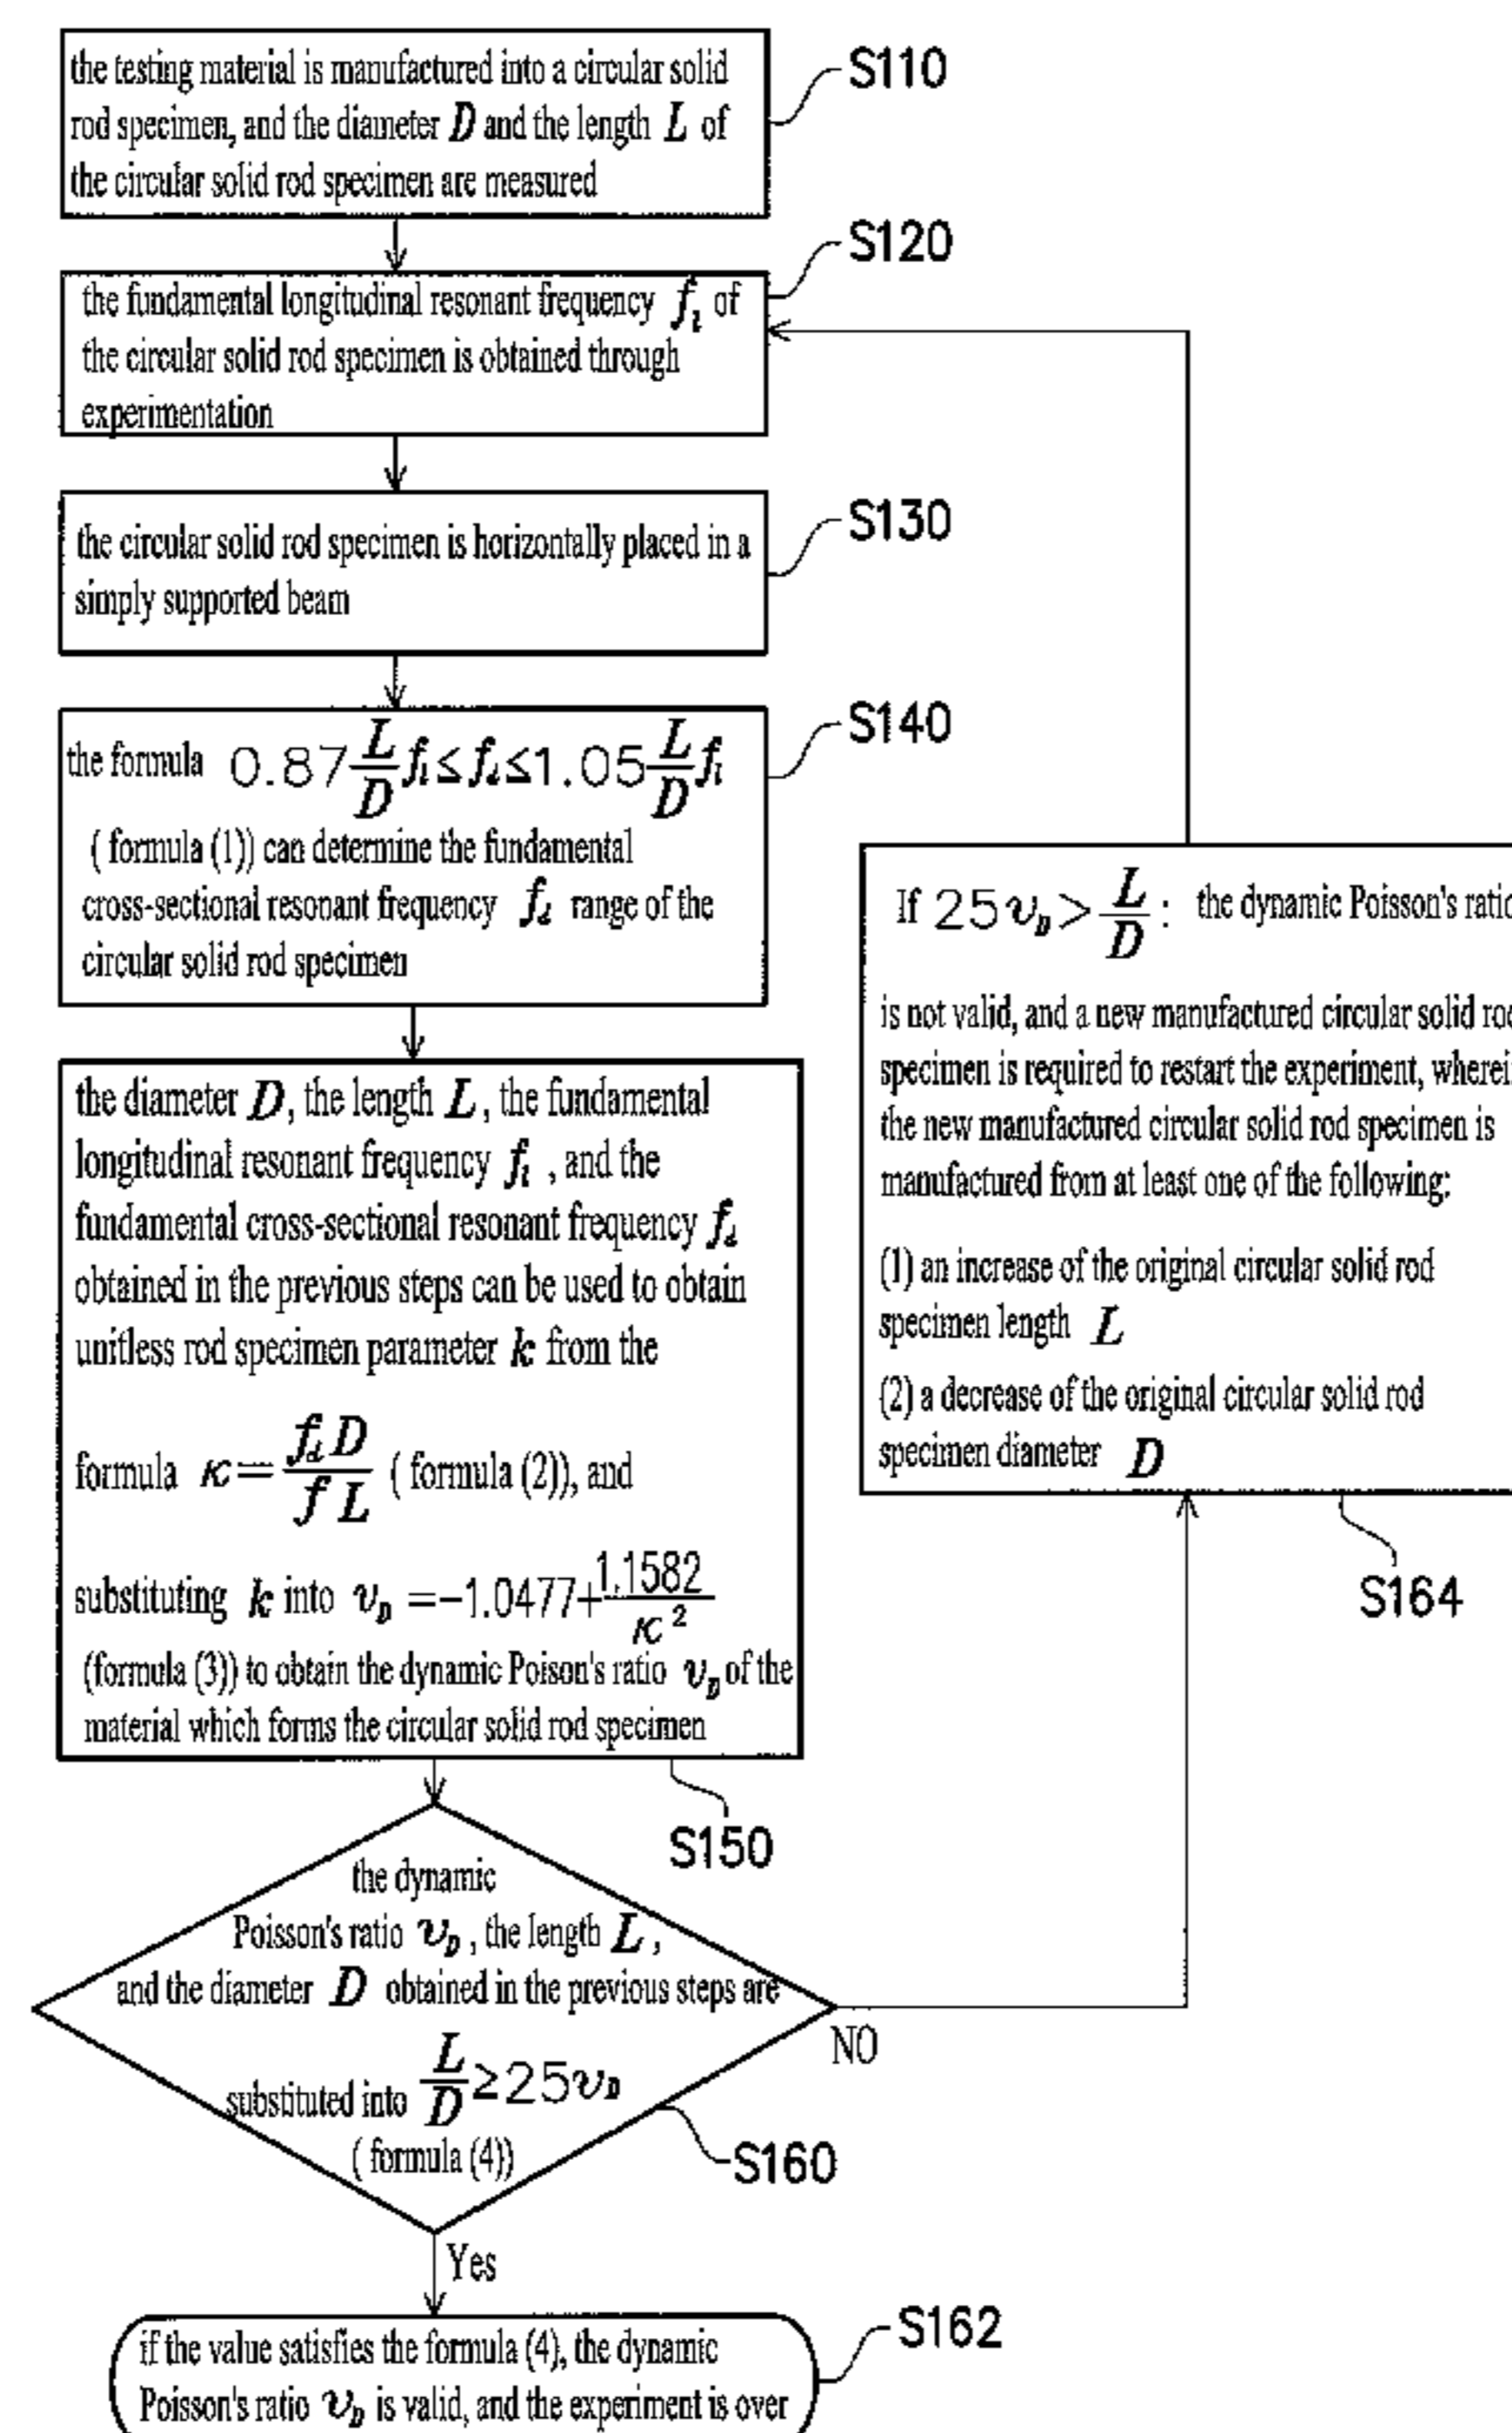 the testing material is manufactured into a circular solid
rod specimen, and the diameter D and the length L of
the circular solid rod specimen are measured
S110
S120
the fundamental longitudinal resonant frequency f_l of
the circular solid rod specimen is obtained through
experimentation
S130
the circular solid rod specimen is horizontally placed in a
simply supported beam
S140
the formula 0.87 L/D f_l ≤ f_d ≤ 1.05 L/D f_l
( formula (1)) can determine the fundamental
cross-sectional resonant frequency f_d range of the
circular solid rod specimen
the diameter D, the length L, the fundamental
longitudinal resonant frequency f_l , and the
fundamental cross-sectional resonant frequency f_d
obtained in the previous steps can be used to obtain
unitless rod specimen parameter k from the
formula κ = f_d D / f L ( formula (2)), and
substituting k into υ_D = -1.0477 + 1.1582 / κ²
(formula (3)) to obtain the dynamic Poison's ratio υ_D of the
material which forms the circular solid rod specimen
S150
If 25 υ_D > L/D : the dynamic Poisson's ratio
is not valid, and a new manufactured circular solid
specimen is required to restart the experiment,
the new manufactured circular solid rod specimen is
manufactured from at least one of the following:
(1) an increase of the original circular solid rod
specimen length L
(2) a decrease of the original circular solid rod
specimen diameter D
S164
the dynamic
Poisson's ratio υ_D , the length L ,
and the diameter D obtained in the previous steps are
substituted into L/D ≥ 25 υ_D
( formula (4))
NO
S160
Yes
S162
if the value satisfies the formula (4), the dynamic
Poisson's ratio υ_D is valid, and the experiment is over